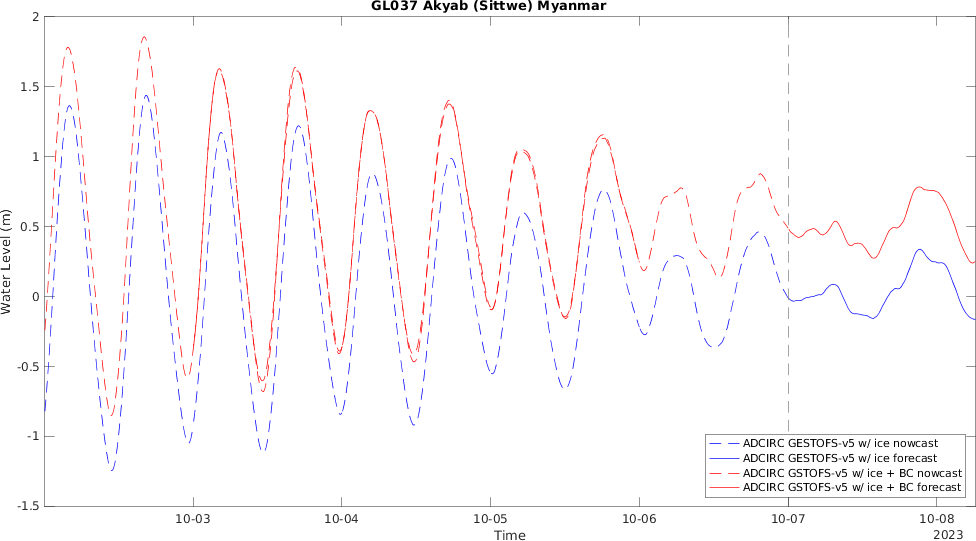 GL037 Akyab (Sittwe) Myanmar
2
1.5
1
0.5
0
-0.5
-1
-1.5
Water Level (m)
10-03
10-04
10-05
10-06
10-07
10-08
Time
2023
ADCIRC GESTOFS-v5 w/ ice nowcast
ADCIRC GESTOFS-v5 w/ ice forecast
ADCIRC GSTOFS-v5 w/ ice + BC nowcast
ADCIRC GSTOFS-v5 w/ ice + BC forecast